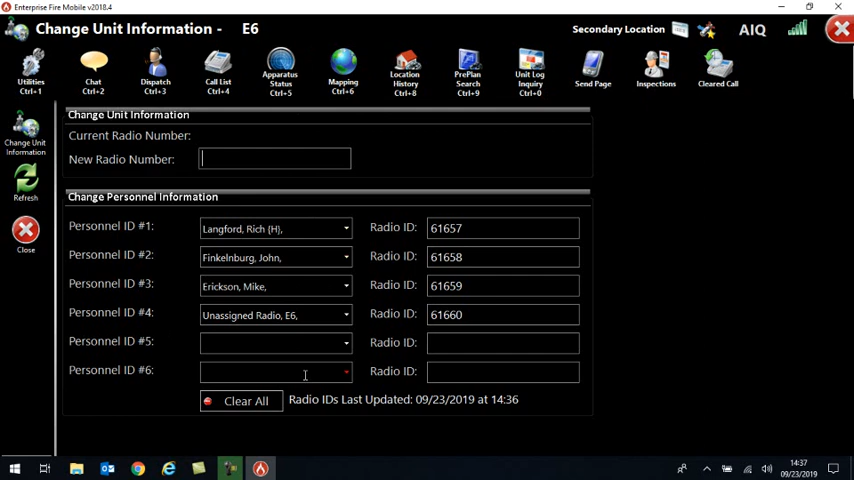 Enterprise Fire Mobile v2018.4
Change Unit Information - E6
Secondary Location
AIQ
Utilities
Ctrl+1
Chat
Ctrl+2
Dispatch
Ctrl+3
Call List
Ctrl+4
Apparatus
Status
Ctrl+5
Mapping
Ctrl+6
Location
History
Ctrl+8
PrePlan
Search
Ctrl+9
Unit Log
Inquiry
Ctrl+0
Send Page
Inspections
Cleared Call
Change Unit
Information
Refresh
Close
Change Unit Information
Current Radio Number:
New Radio Number:
Change Personnel Information
Personnel ID #1: Langford, Rich (H), Radio ID: 61657
Personnel ID #2: Finkelnburg, John, Radio ID: 61658
Personnel ID #3: Erickson, Mike, Radio ID: 61659
Personnel ID #4: Unassigned Radio, E6, Radio ID: 61660
Personnel ID #5: Radio ID:
Personnel ID #6: Radio ID:
Clear All Radio IDs Last Updated: 09/23/2019 at 14:36
14:37
09/23/2019